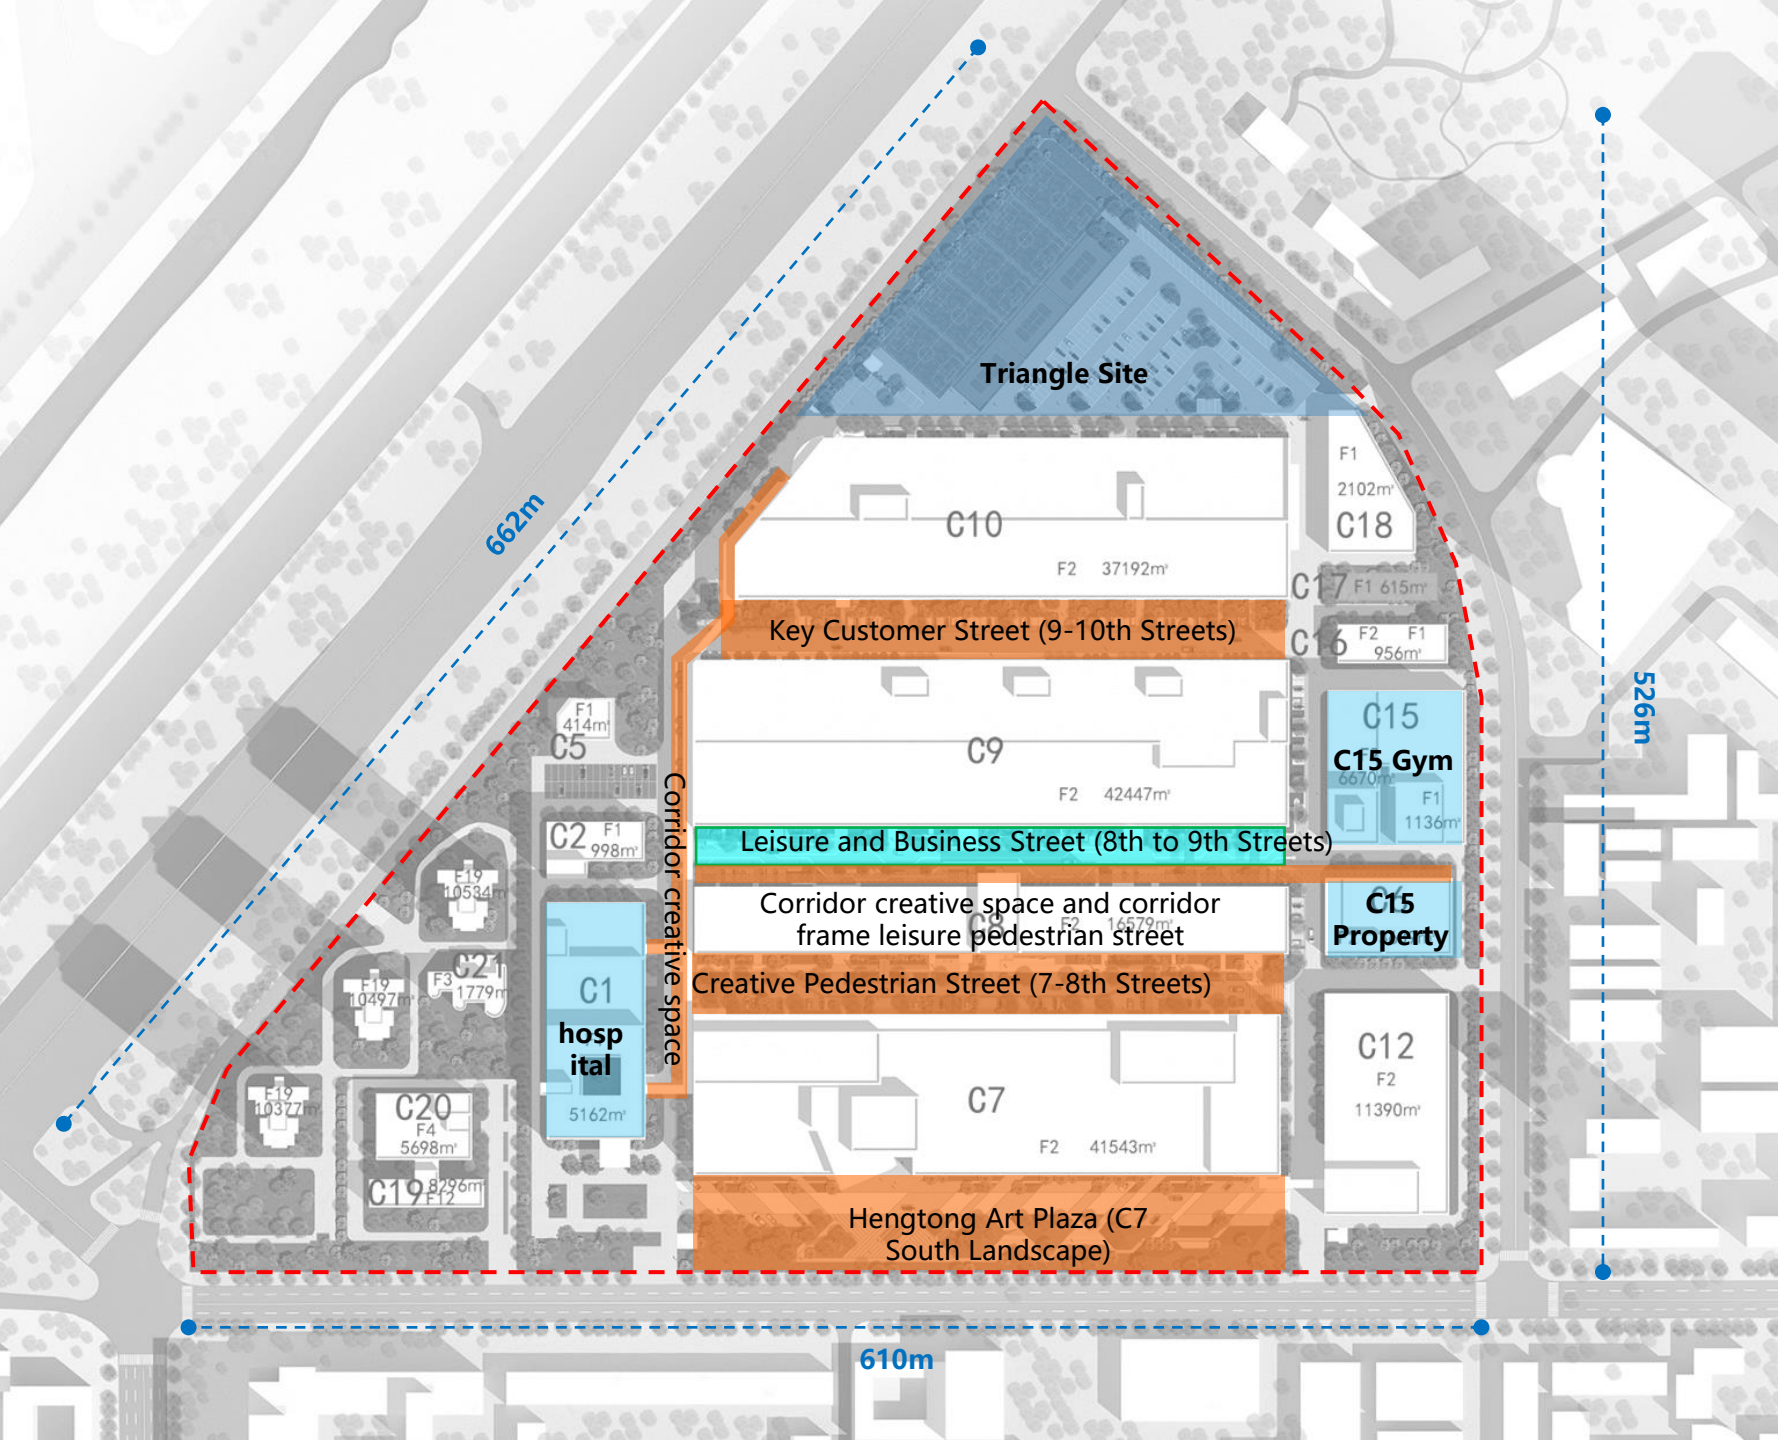 Triangle Site
662m
526m
F1
2102m²
C18
C10
F2 37192m²
C17 F1 615m²
Key Customer Street (9-10th Streets)
C16 F2 F1
956m²
F1
414m²
C5
C15
C15 Gym
6670m²
F1
1136m²
C9
F2 42447m²
Corridor creative space
C2 F1
998m²
Leisure and Business Street (8th to 9th Streets)
F19
10534m²
Corridor creative space and corridor
frame leisure pedestrian street
C8 F2 16579m²
C6
C15
Property
C21
F3 1779m²
F19
10497m²
C1
hosp
ital
5162m²
Creative Pedestrian Street (7-8th Streets)
C12
F2
11390m²
F19
10377m²
C20
F4
5698m²
C19 8296m²
F12
C7
F2 41543m²
Hengtong Art Plaza (C7
South Landscape)
610m